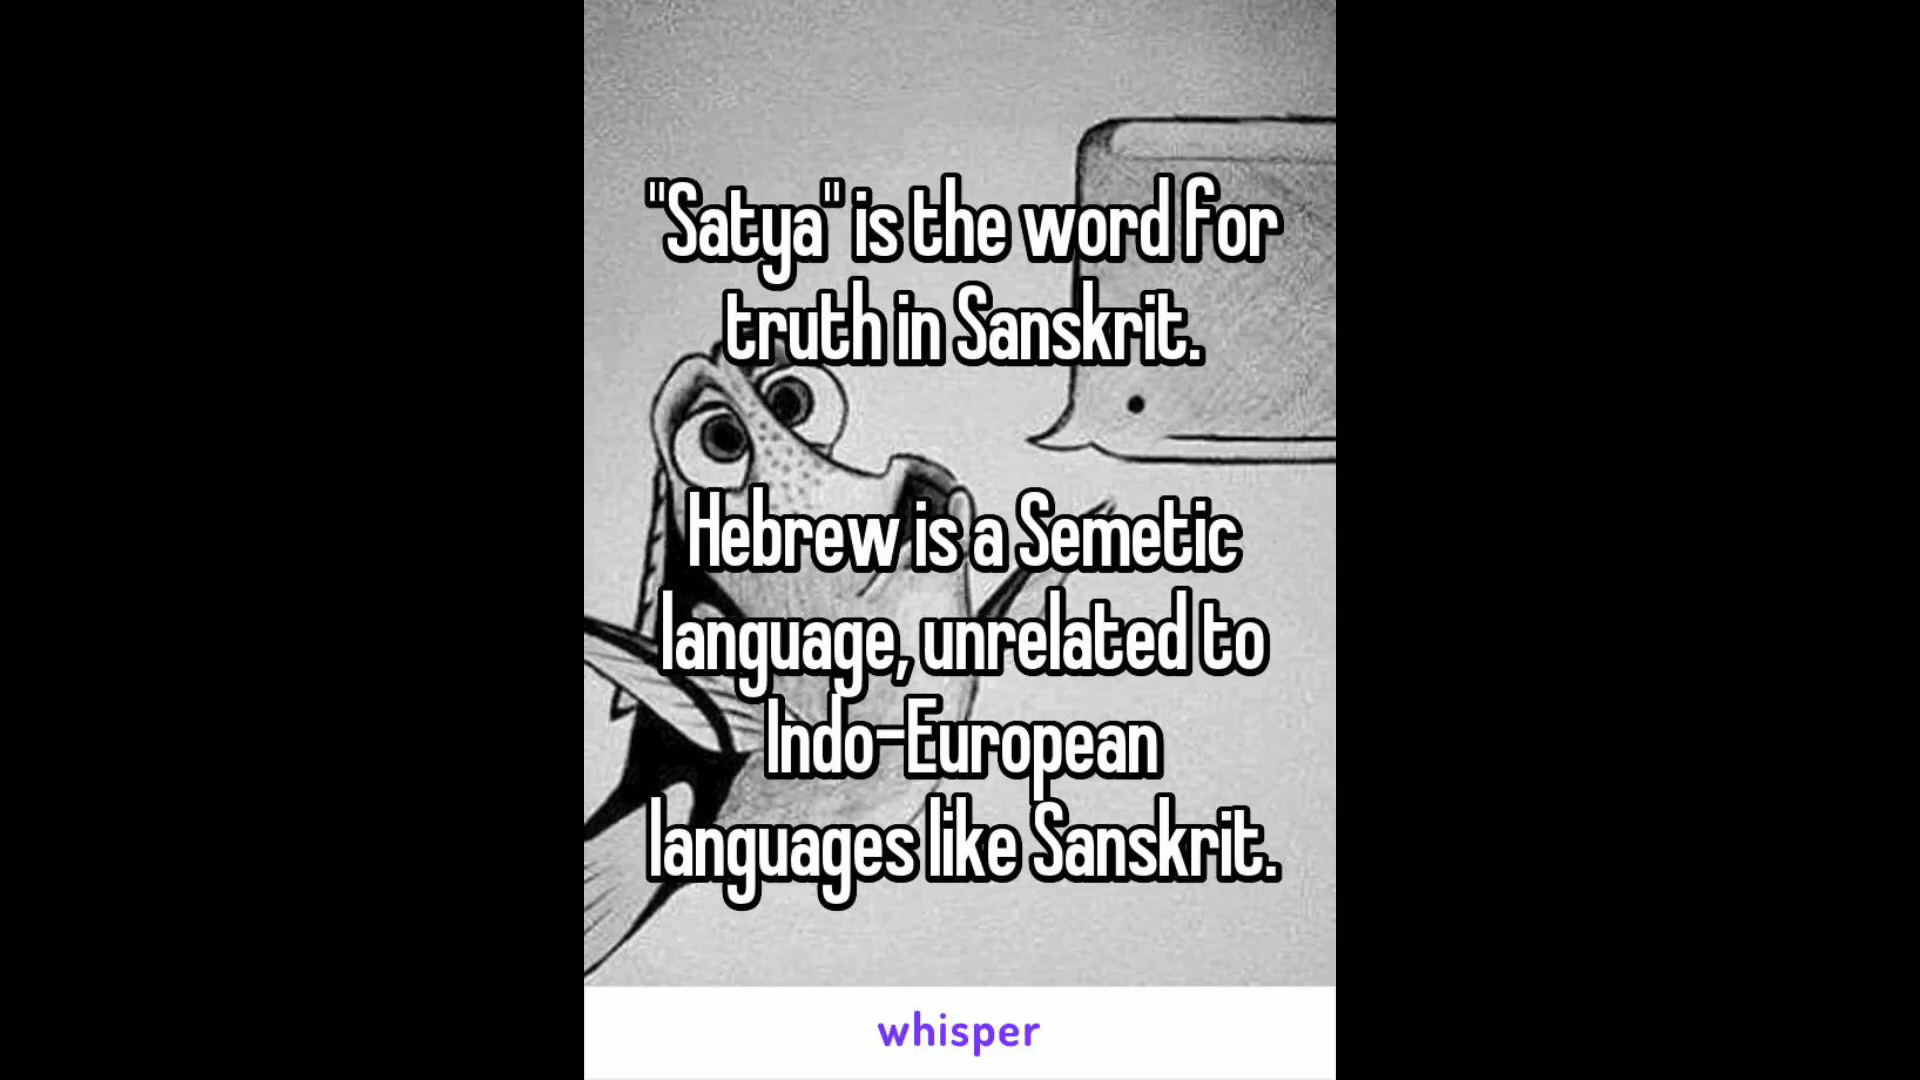 "Satya" is the word for
truth in Sanskrit.
Hebrew is a Semetic
language, unrelated to
Indo-European
languages like Sanskrit.
whisper